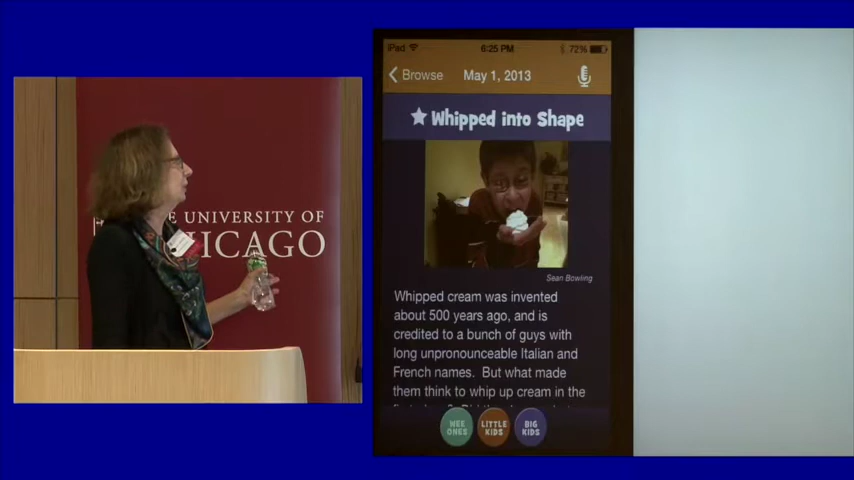 THE UNIVERSITY OF
CHICAGO
iPad 6:25 PM 72%
Browse May 1, 2013
Whipped into Shape
Sean Bowling
Whipped cream was invented
about 500 years ago, and is
credited to a bunch of guys with
long unpronounceable Italian and
French names. But what made
them think to whip up cream in the
WEE
ONES
LITTLE
KIDS
BIG
KIDS